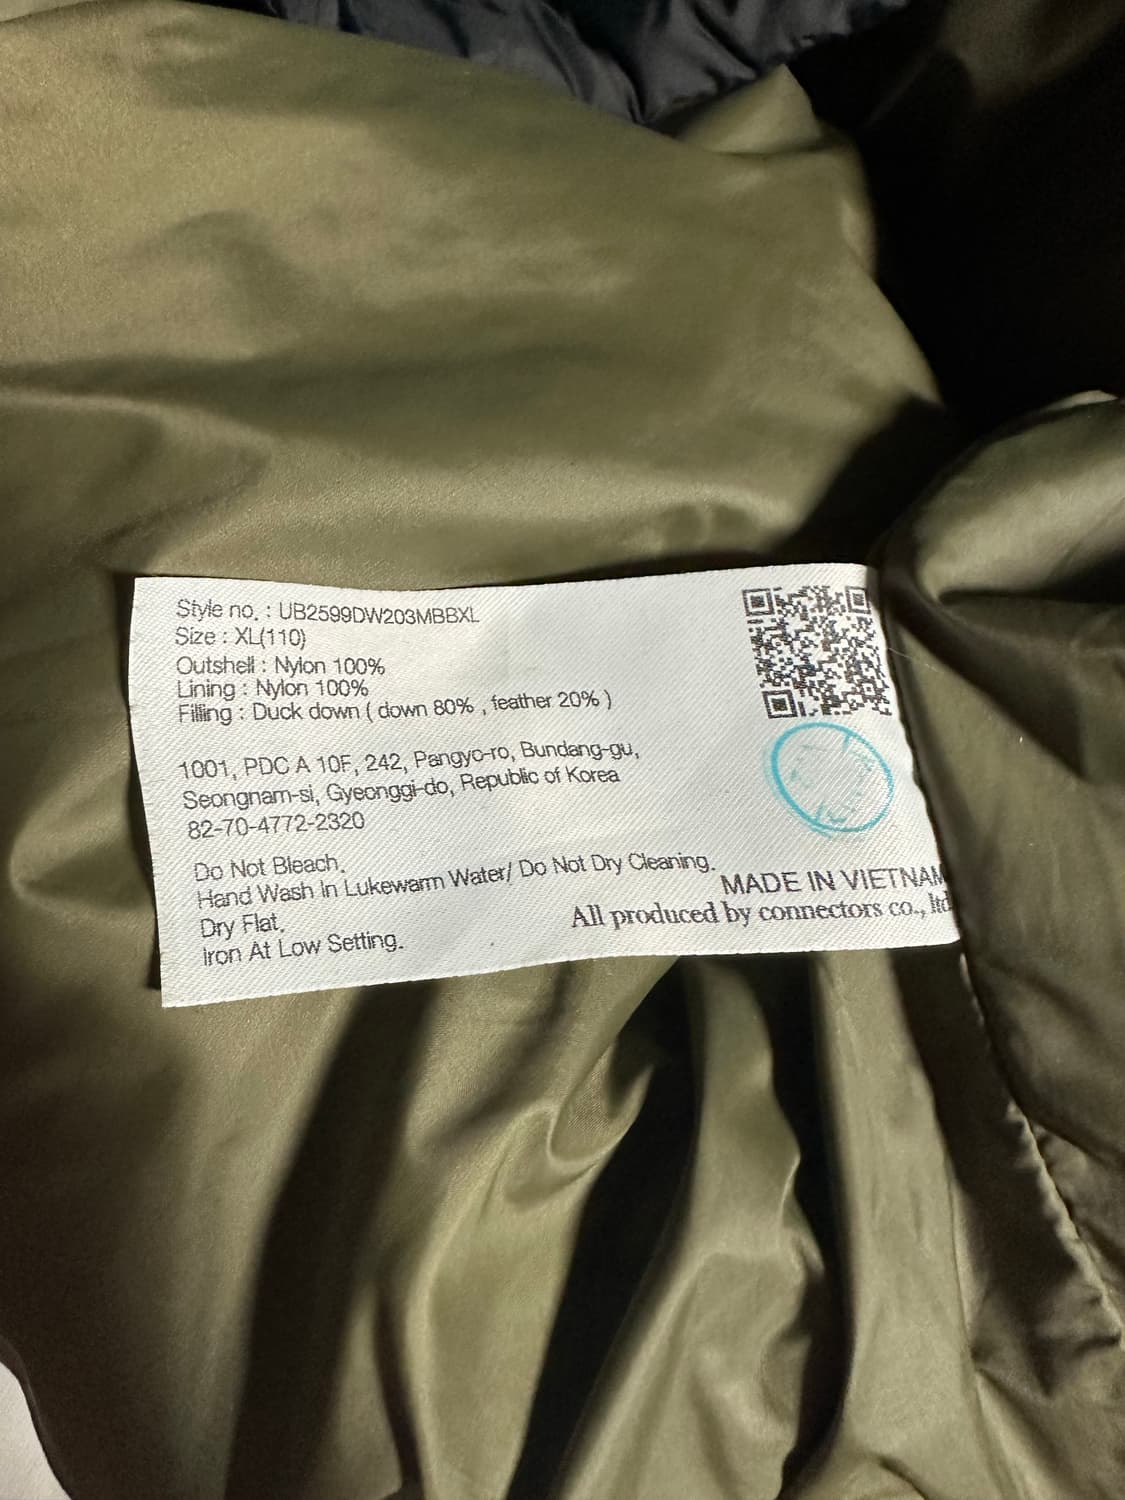 Style no. : UB2599DW203MBBXL
Size : XL(110)
Outshell : Nylon 100%
Lining : Nylon 100%
Filling : Duck down ( down 80% , feather 20% )
1001, PDC A 10F, 242, Pangyo-ro, Bundang-gu,
Seongnam-si, Gyeonggi-do, Republic of Korea
82-70-4772-2320
Do Not Bleach.
Hand Wash In Lukewarm Water/ Do Not Dry Cleaning.
Dry Flat.
Iron At Low Setting.
MADE IN VIETNAM
All produced by connectors co., ltd